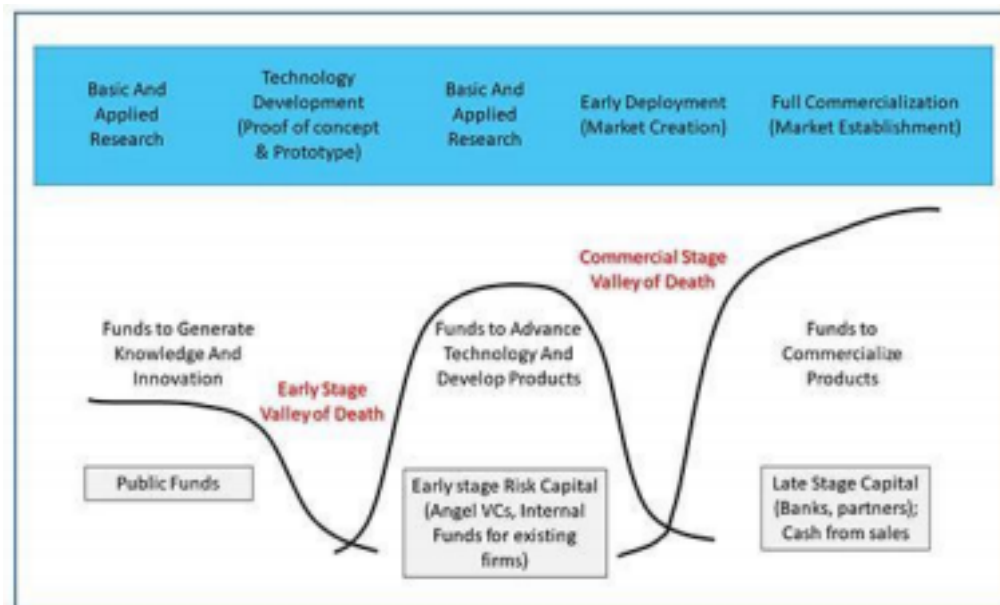 Basic And
Applied
Research
Technology
Development
(Proof of concept
& Prototype)
Basic And
Applied
Research
Early Deployment
(Market Creation)
Full Commercialization
(Market Establishment)
Funds to Generate
Knowledge And
Innovation
Early Stage
Valley of Death
Funds to Advance
Technology And
Develop Products
Commercial Stage
Valley of Death
Funds to
Commercialize
Products
Public Funds
Early stage Risk Capital
(Angel VCs, Internal
Funds for existing
firms)
Late Stage Capital
(Banks, partners);
Cash from sales